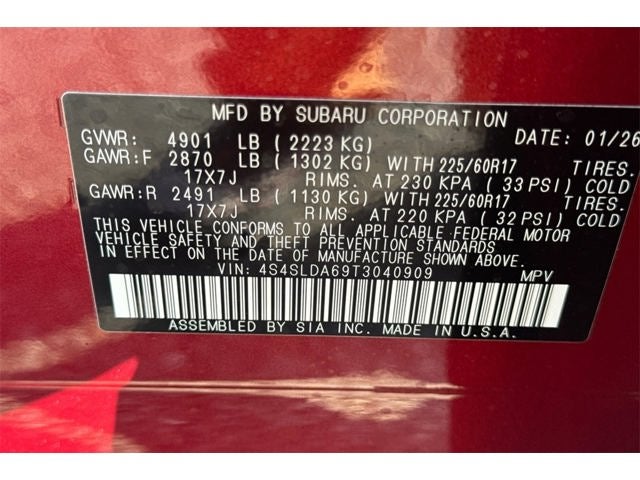 MFD BY SUBARU CORPORATION
GVWR: 4901 LB (2223 KG) DATE: 01/26
GAWR:F 2870 LB (1302 KG) WITH 225/60R17 TIRES.
17X7J RIMS. AT 230 KPA (33 PSI) COLD
GAWR:R 2491 LB (1130 KG) WITH 225/60R17 TIRES.
17X7J RIMS. AT 220 KPA (32 PSI) COLD
THIS VEHICLE CONFORMS TO ALL APPLICABLE FEDERAL MOTOR
VEHICLE SAFETY AND THEFT PREVENTION STANDARDS
IN EFFECT ON THE DATE OF MANUFACTURE SHOWN ABOVE.
VIN: 4S4SLDA69T3040909 MPV
ASSEMBLED BY SIA INC. MADE IN U.S.A.